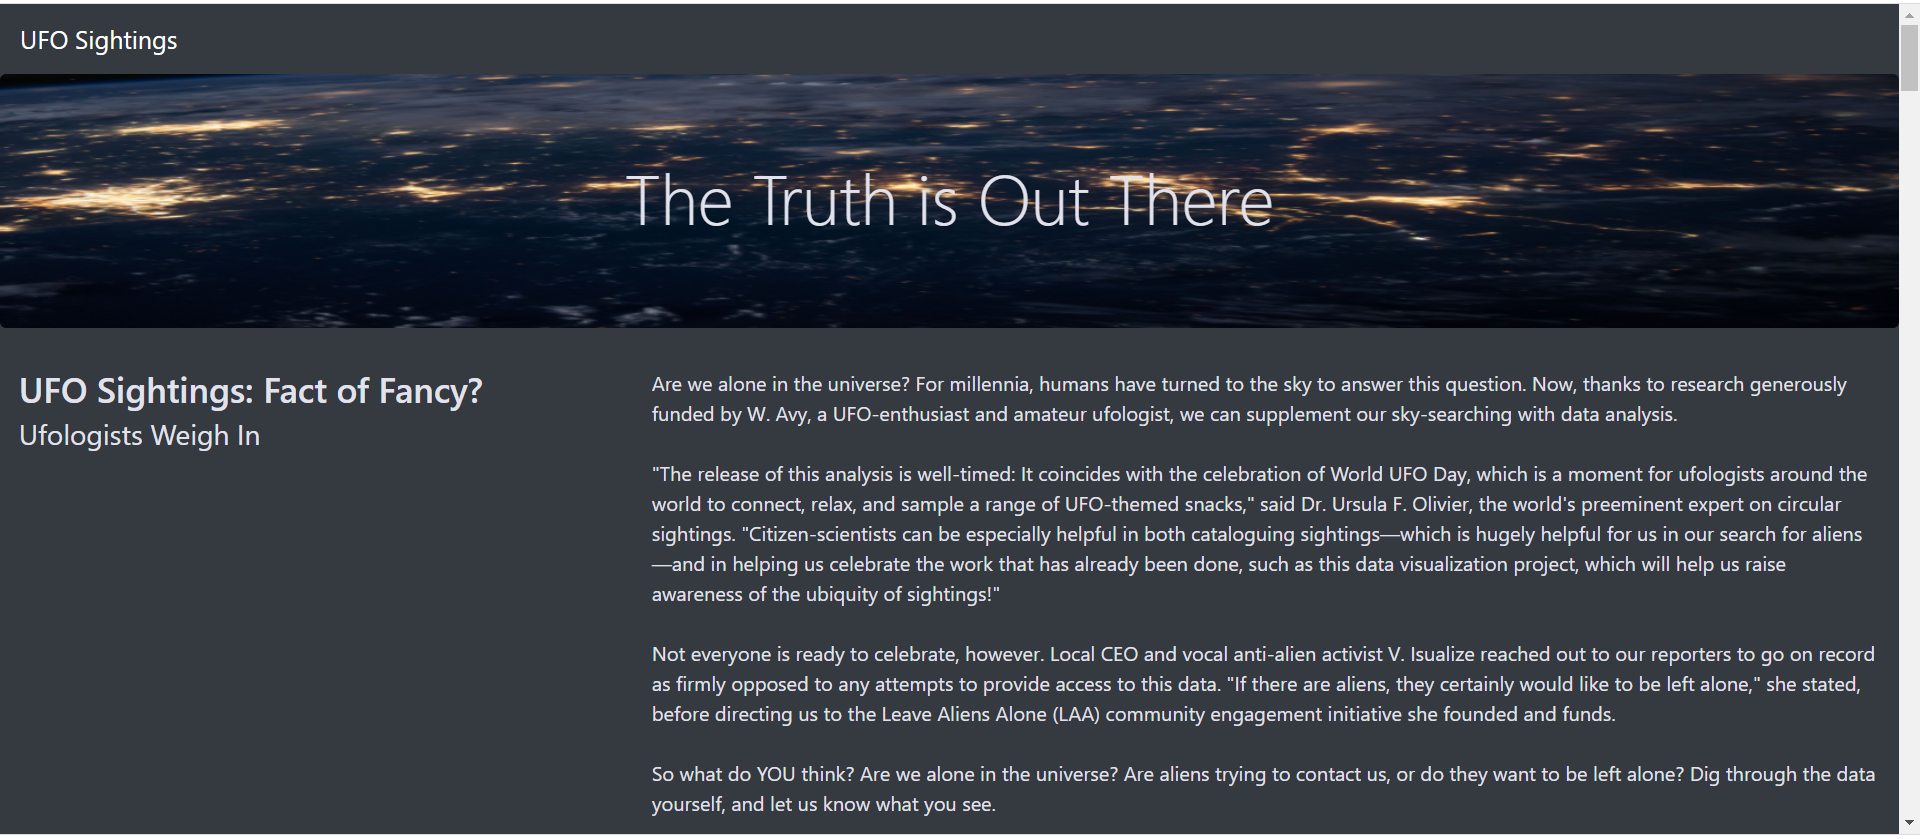 UFO Sightings
The Truth is Out There
UFO Sightings: Fact of Fancy?
Ufologists Weigh In
Are we alone in the universe? For millennia, humans have turned to the sky to answer this question. Now, thanks to research generously
funded by W. Avy, a UFO-enthusiast and amateur ufologist, we can supplement our sky-searching with data analysis.
"The release of this analysis is well-timed: It coincides with the celebration of World UFO Day, which is a moment for ufologists around the
world to connect, relax, and sample a range of UFO-themed snacks," said Dr. Ursula F. Olivier, the world's preeminent expert on circular
sightings. "Citizen-scientists can be especially helpful in both cataloguing sightings—which is hugely helpful for us in our search for aliens
—and in helping us celebrate the work that has already been done, such as this data visualization project, which will help us raise
awareness of the ubiquity of sightings!"
Not everyone is ready to celebrate, however. Local CEO and vocal anti-alien activist V. Isualize reached out to our reporters to go on record
as firmly opposed to any attempts to provide access to this data. "If there are aliens, they certainly would like to be left alone," she stated,
before directing us to the Leave Aliens Alone (LAA) community engagement initiative she founded and funds.
So what do YOU think? Are we alone in the universe? Are aliens trying to contact us, or do they want to be left alone? Dig through the data
yourself, and let us know what you see.